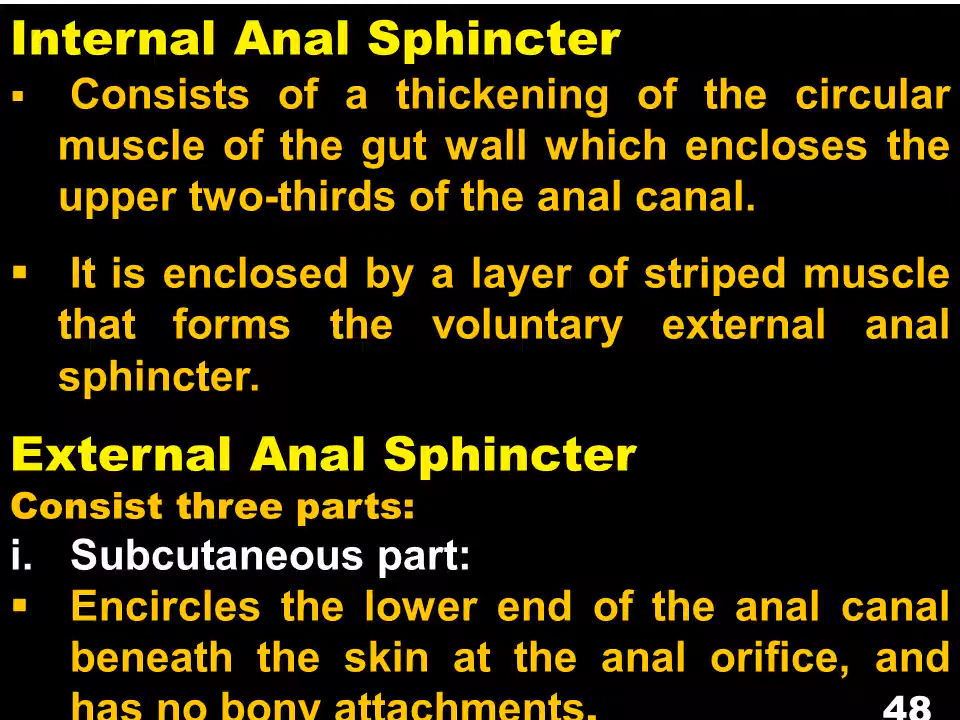 Internal Anal Sphincter
▪ Consists of a thickening of the circular
muscle of the gut wall which encloses the
upper two-thirds of the anal canal.
▪ It is enclosed by a layer of striped muscle
that forms the voluntary external anal
sphincter.
External Anal Sphincter
Consist three parts:
i. Subcutaneous part:
▪ Encircles the lower end of the anal canal
beneath the skin at the anal orifice, and
has no bony attachments.
48